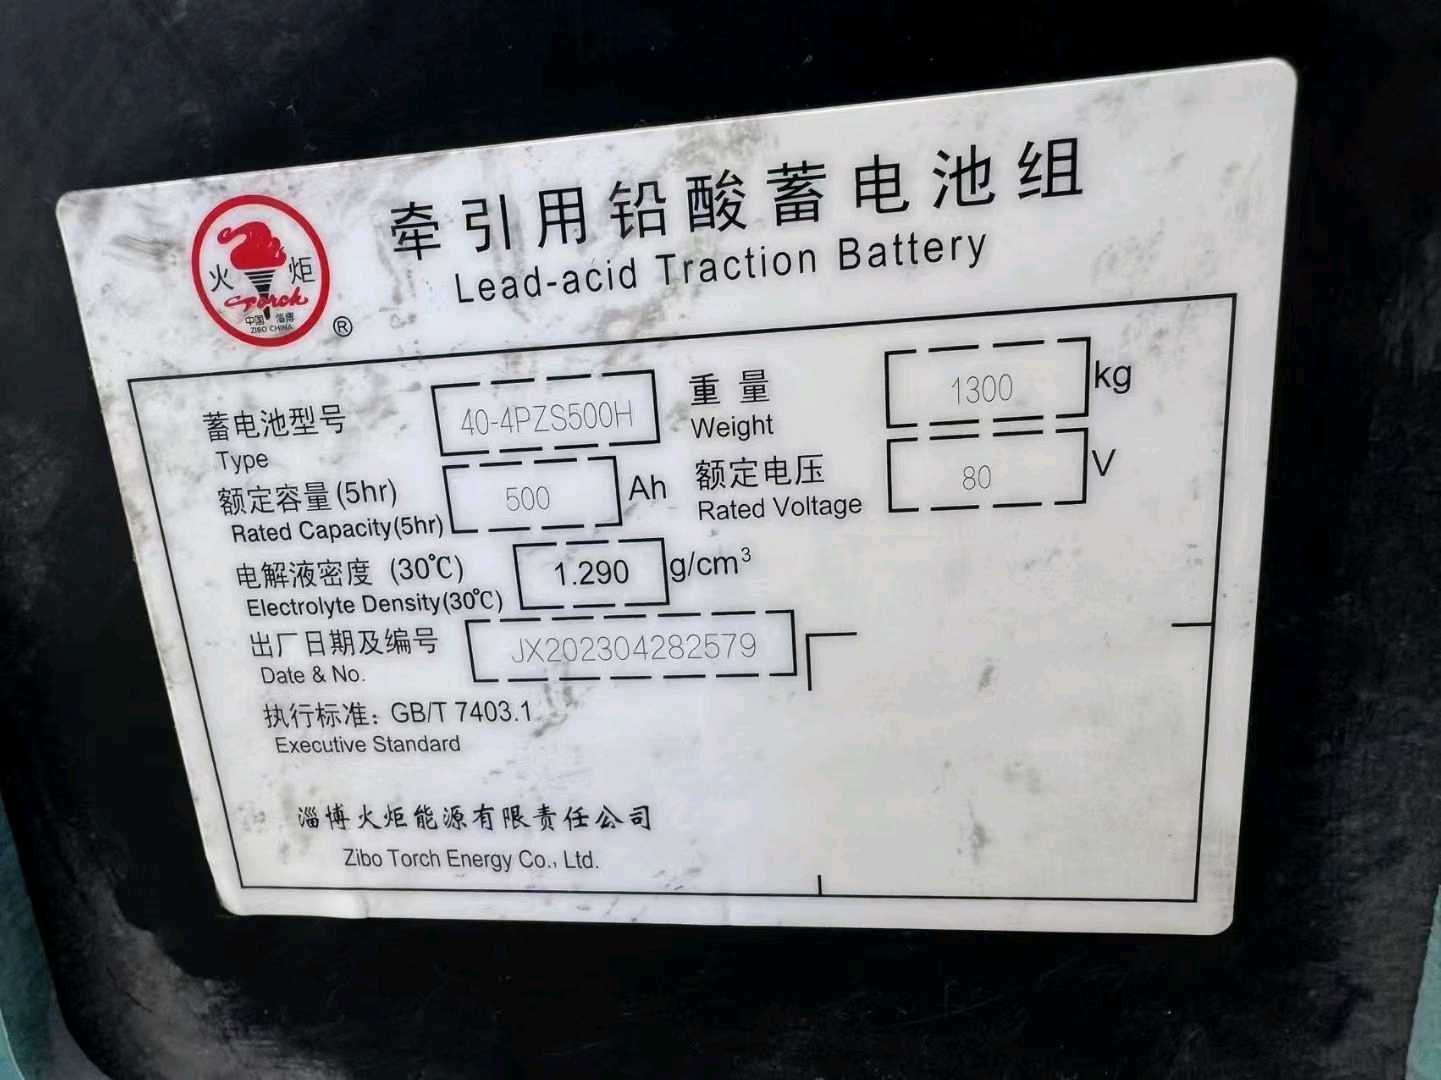 火炬
Torch
中国 淄博
ZIBO CHINA
®
牵引用铅酸蓄电池组
Lead-acid Traction Battery
蓄电池型号 40-4PZS500H 重量 1300 kg
Type Weight
额定容量(5hr) 500 Ah 额定电压 80 V
Rated Capacity(5hr) Rated Voltage
电解液密度 (30℃) 1.290 g/cm³
Electrolyte Density(30℃)
出厂日期及编号 JX202304282579
Date & No.
执行标准: GB/T 7403.1
Executive Standard
淄博火炬能源有限责任公司
Zibo Torch Energy Co., Ltd.